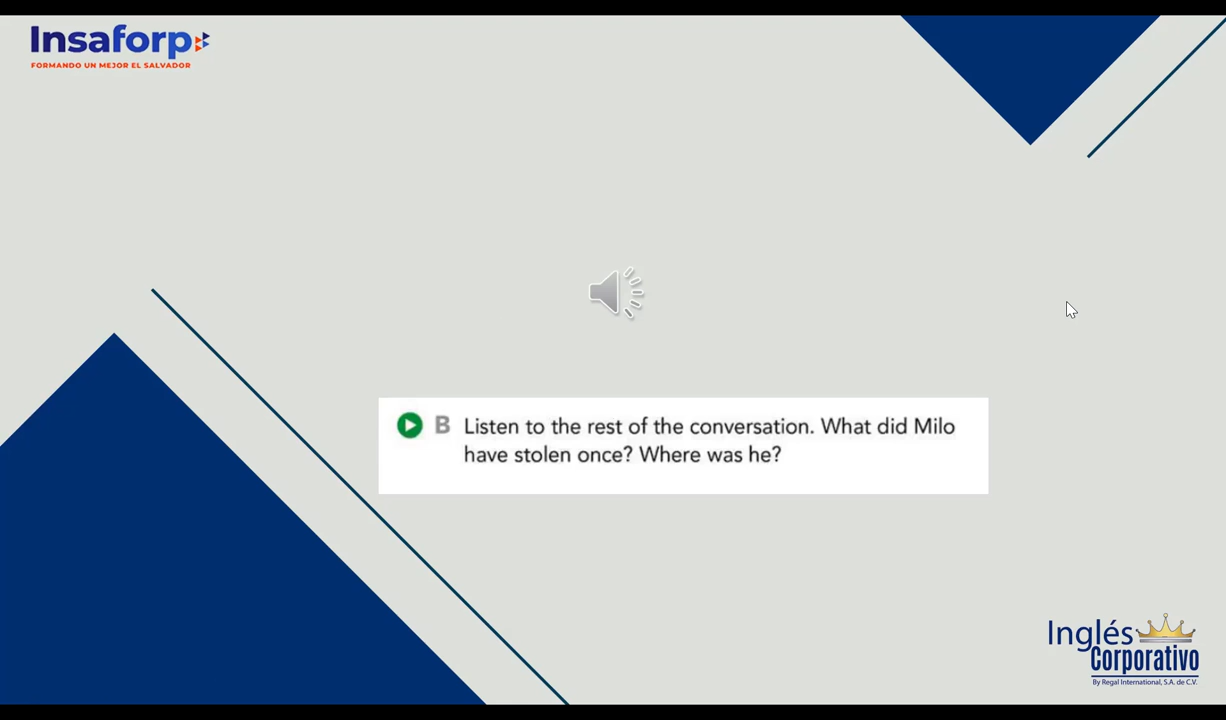 Insaforp
FORMANDO UN MEJOR EL SALVADOR
B Listen to the rest of the conversation. What did Milo
have stolen once? Where was he?
Inglés
Corporativo
By Regal International, S.A. de C.V.